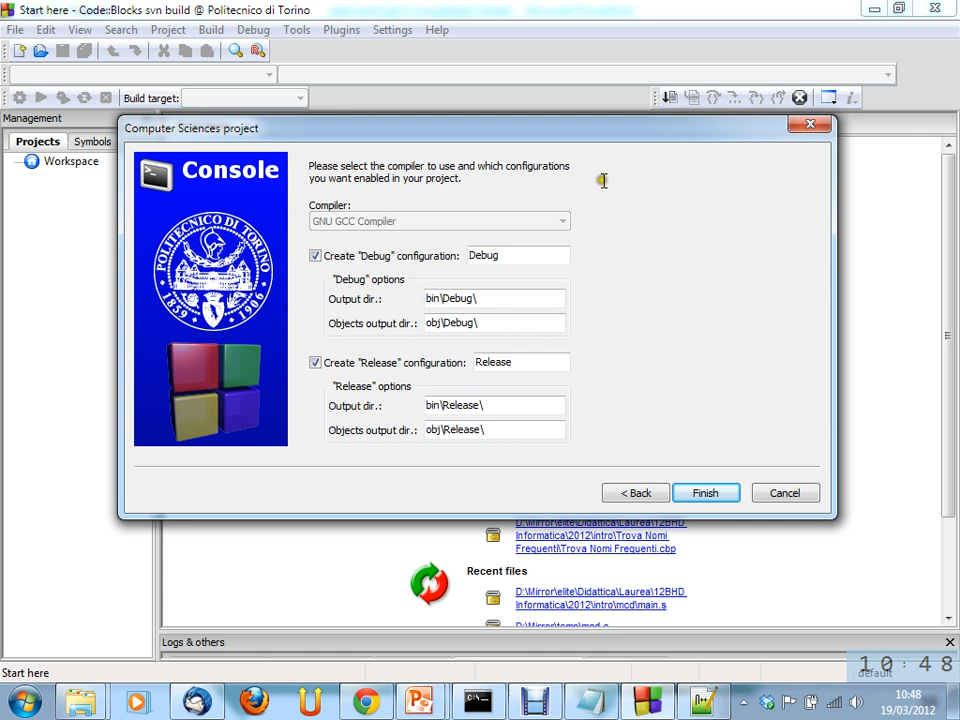 Start here - Code::Blocks svn build @ Politecnico di Torino
File Edit View Search Project Build Debug Tools Plugins Settings Help
Build target:
Management
Projects Symbols
Workspace
Computer Sciences project
Console
POLITECNICO DI TORINO
1859 1906
Please select the compiler to use and which configurations
you want enabled in your project.
Compiler:
GNU GCC Compiler
Create "Debug" configuration: Debug
"Debug" options
Output dir.: bin\Debug\
Objects output dir.: obj\Debug\
Create "Release" configuration: Release
"Release" options
Output dir.: bin\Release\
Objects output dir.: obj\Release\
< Back Finish Cancel
D:\Mirror\elite\Didattica\Laurea\12BHD
Informatica\2012\intro\Trova Nomi
Frequenti\Trova Nomi Frequenti.cbp
Recent files
D:\Mirror\elite\Didattica\Laurea\12BHD
Informatica\2012\intro\mcd\main.s
Logs & others
Start here
default
10:48
10:48
19/03/2012